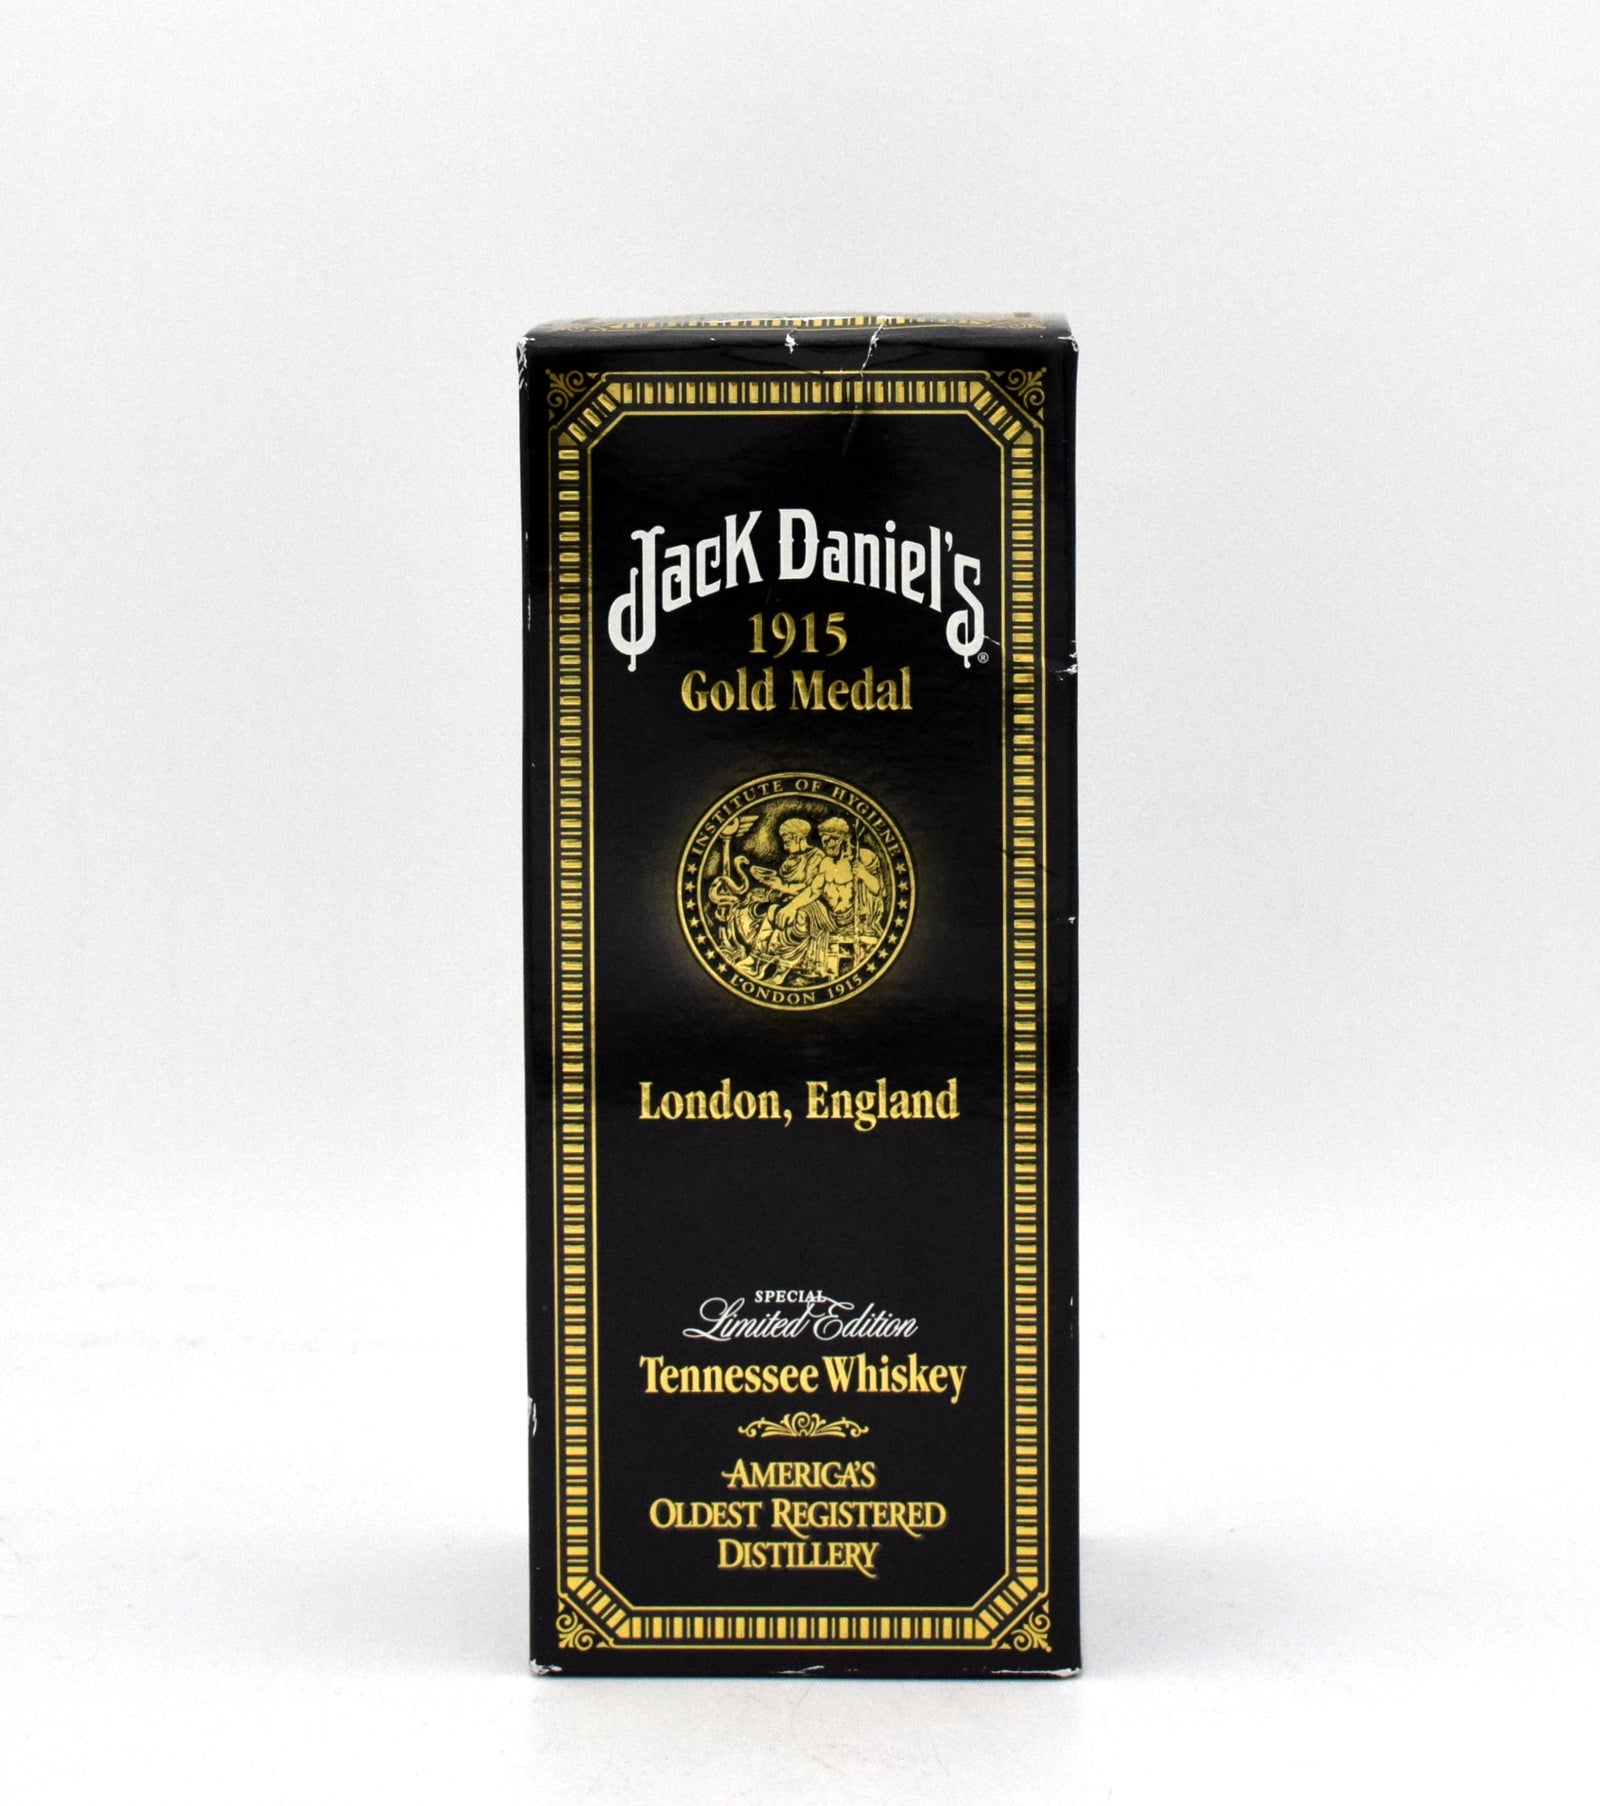 Jack Daniel's®
1915
Gold Medal
INSTITUTE OF HYGIENE
LONDON 1915
London, England
SPECIAL
Limited Edition
Tennessee Whiskey
AMERICA'S
OLDEST REGISTERED
DISTILLERY